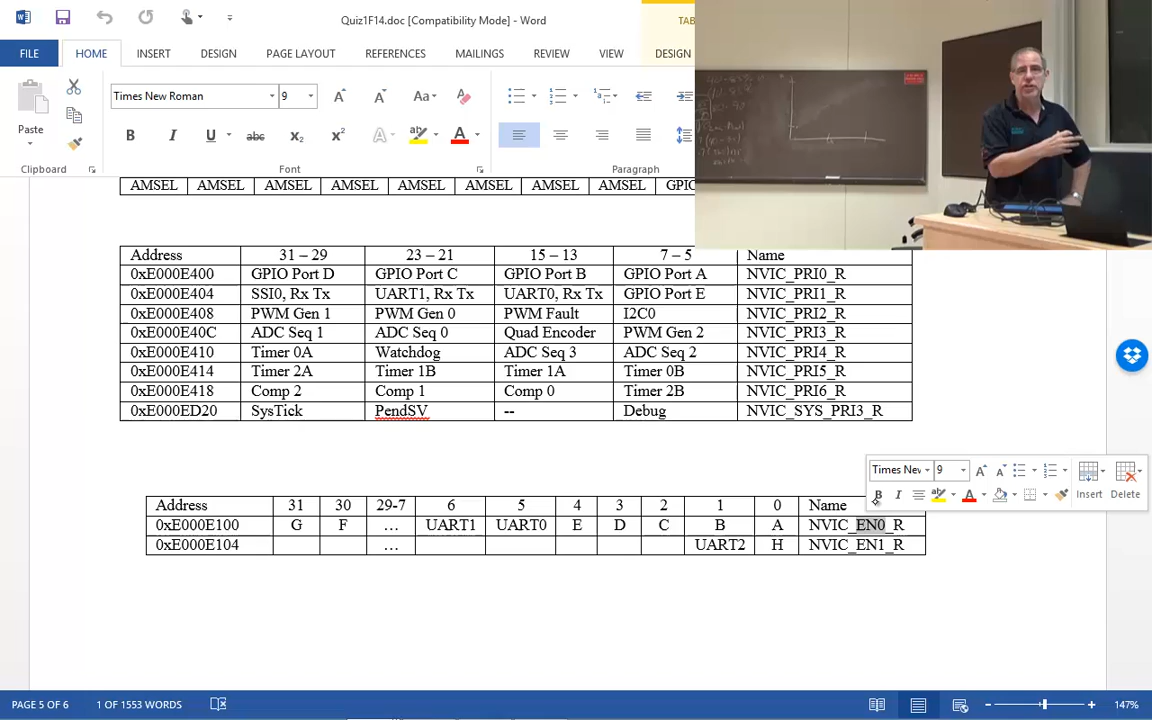 Quiz1F14.doc [Compatibility Mode] - Word
TAB
FILE HOME INSERT DESIGN PAGE LAYOUT REFERENCES MAILINGS REVIEW VIEW DESIGN
Times New Roman 9
Paste
Clipboard Font Paragraph
AMSEL AMSEL AMSEL AMSEL AMSEL AMSEL AMSEL AMSEL GPIO
Address 31 – 29 23 – 21 15 – 13 7 – 5 Name
0xE000E400 GPIO Port D GPIO Port C GPIO Port B GPIO Port A NVIC_PRI0_R
0xE000E404 SSI0, Rx Tx UART1, Rx Tx UART0, Rx Tx GPIO Port E NVIC_PRI1_R
0xE000E408 PWM Gen 1 PWM Gen 0 PWM Fault I2C0 NVIC_PRI2_R
0xE000E40C ADC Seq 1 ADC Seq 0 Quad Encoder PWM Gen 2 NVIC_PRI3_R
0xE000E410 Timer 0A Watchdog ADC Seq 3 ADC Seq 2 NVIC_PRI4_R
0xE000E414 Timer 2A Timer 1B Timer 1A Timer 0B NVIC_PRI5_R
0xE000E418 Comp 2 Comp 1 Comp 0 Timer 2B NVIC_PRI6_R
0xE000ED20 SysTick PendSV -- Debug NVIC_SYS_PRI3_R
Times Nev 9
Insert Delete
Address 31 30 29-7 6 5 4 3 2 1 0 Name
0xE000E100 G F … UART1 UART0 E D C B A NVIC_EN0_R
0xE000E104 … UART2 H NVIC_EN1_R
PAGE 5 OF 6 1 OF 1553 WORDS 147%